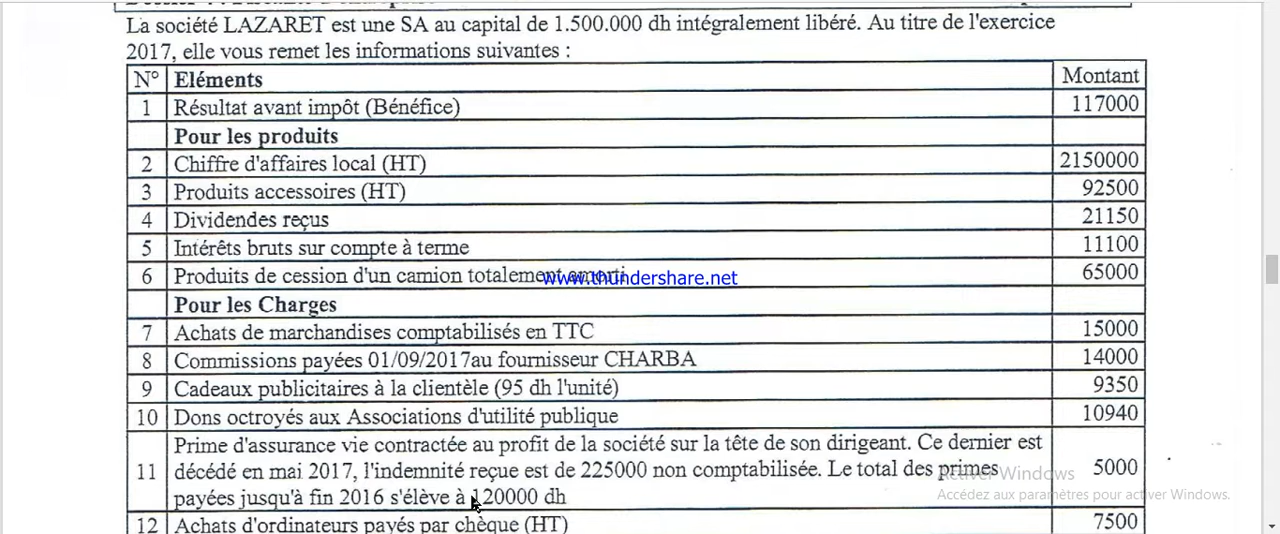 La société LAZARET est une SA au capital de 1.500.000 dh intégralement libéré. Au titre de l'exercice
2017, elle vous remet les informations suivantes :
N° Eléments Montant
1 Résultat avant impôt (Bénéfice) 117000
Pour les produits
2 Chiffre d'affaires local (HT) 2150000
3 Produits accessoires (HT) 92500
4 Dividendes reçus 21150
5 Intérêts bruts sur compte à terme 11100
6 Produits de cession d'un camion totalement amorti 65000
www.thundershare.net
Pour les Charges
7 Achats de marchandises comptabilisés en TTC 15000
8 Commissions payées 01/09/2017au fournisseur CHARBA 14000
9 Cadeaux publicitaires à la clientèle (95 dh l'unité) 9350
10 Dons octroyés aux Associations d'utilité publique 10940
Prime d'assurance vie contractée au profit de la société sur la tête de son dirigeant. Ce dernier est
11 décédé en mai 2017, l'indemnité reçue est de 225000 non comptabilisée. Le total des primes 5000
payées jusqu'à fin 2016 s'élève à 120000 dh
Activer Windows
Accédez aux paramètres pour activer Windows.
12 Achats d'ordinateurs payés par chèque (HT) 7500